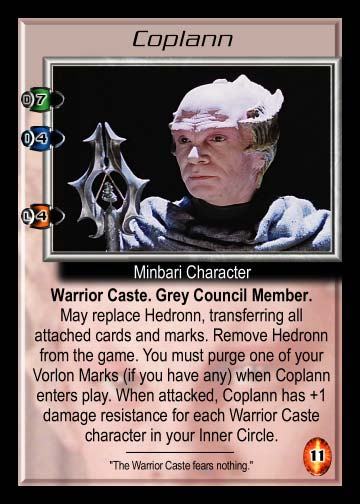 Coplann
D 7
I 4
L 4
Minbari Character
Warrior Caste. Grey Council Member.
May replace Hedronn, transferring all
attached cards and marks. Remove Hedronn
from the game. You must purge one of your
Vorlon Marks (if you have any) when Coplann
enters play. When attacked, Coplann has +1
damage resistance for each Warrior Caste
character in your Inner Circle.
11
"The Warrior Caste fears nothing."